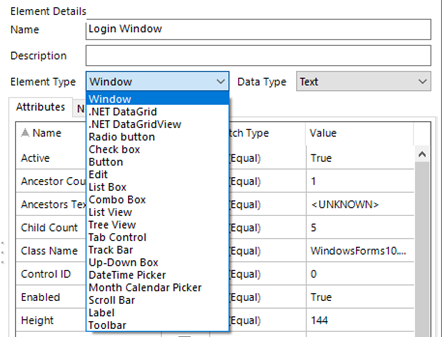 Element Details
Name Login Window
Description
Element Type Window Data Type Text
Attributes N
Window
.NET DataGrid
.NET DataGridView
Radio button
Check box
Button
Edit
List Box
Combo Box
List View
Tree View
Tab Control
Track Bar
Up-Down Box
DateTime Picker
Month Calendar Picker
Scroll Bar
Label
Toolbar
Name tch Type Value
Active (Equal) True
Ancestor Cou (Equal) 1
Ancestors Tex (Equal) <UNKNOWN>
Child Count (Equal) 5
Class Name (Equal) WindowsForms10....
Control ID (Equal) 0
Enabled (Equal) True
Height (Equal) 144